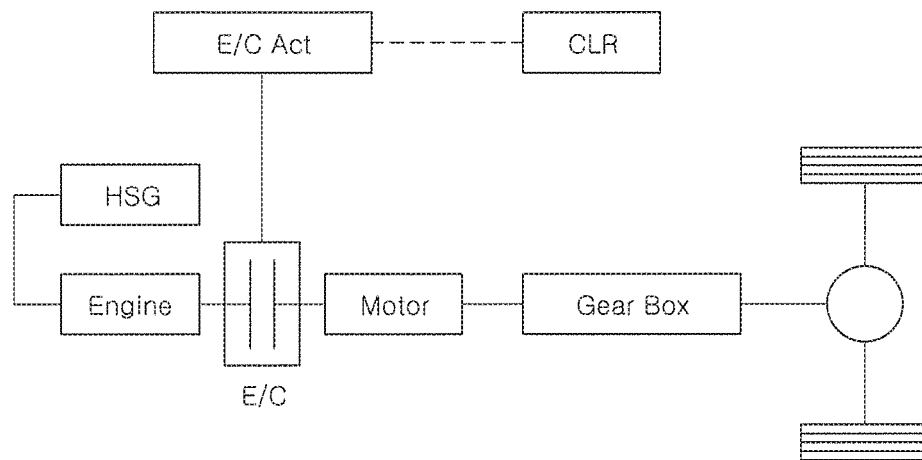 E/C Act
CLR
HSG
Engine
Motor
Gear Box
E/C